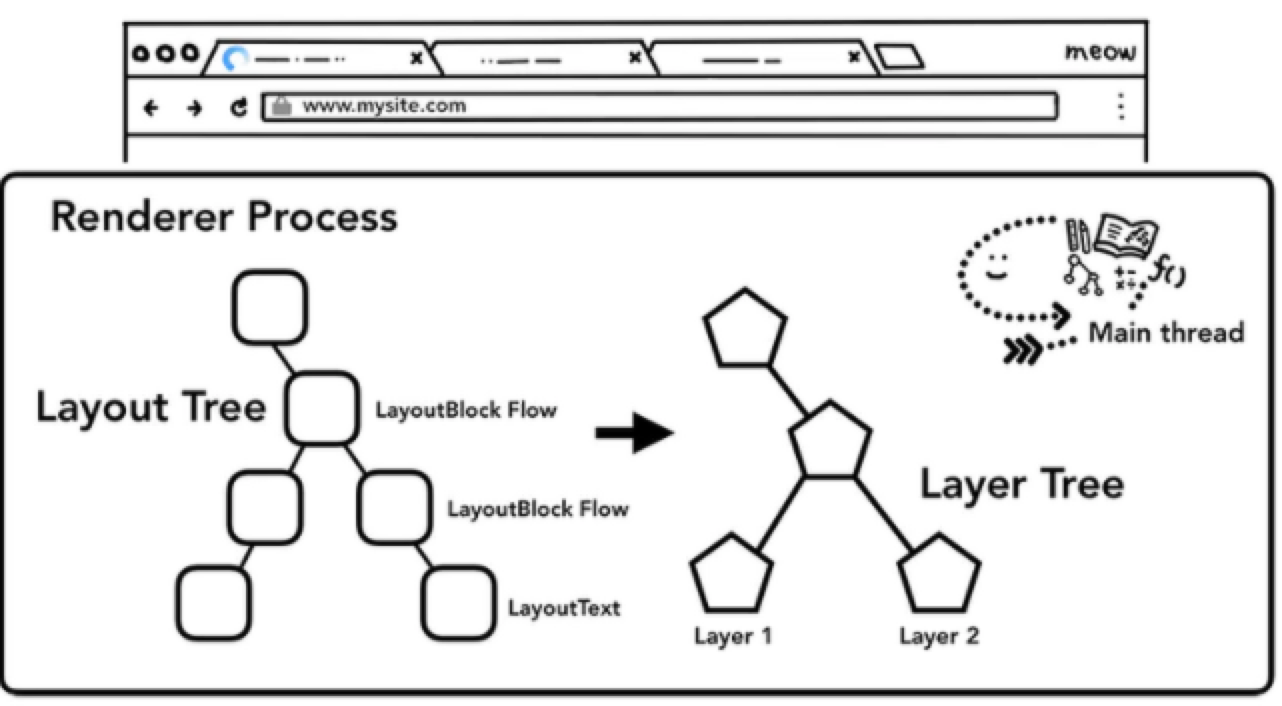 meow
www.mysite.com
Renderer Process
f()
Main thread
Layout Tree
LayoutBlock Flow
LayoutBlock Flow
LayoutText
Layer Tree
Layer 1
Layer 2